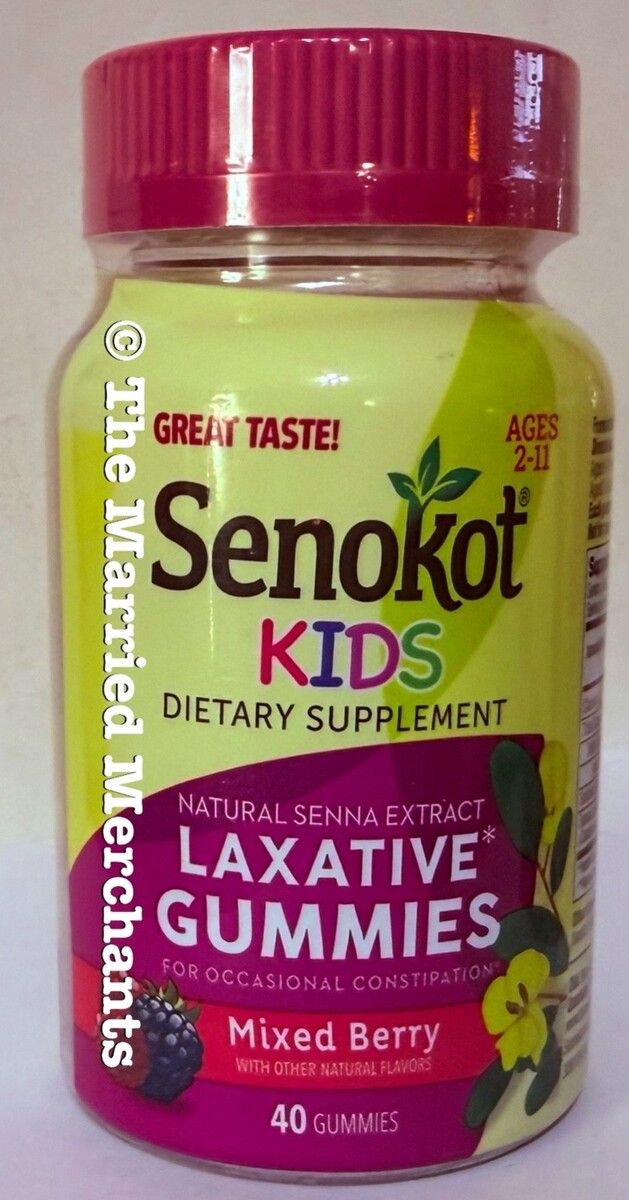 GREAT TASTE!
AGES
2-11
Senokot®
KIDS
DIETARY SUPPLEMENT
NATURAL SENNA EXTRACT
LAXATIVE*
GUMMIES
FOR OCCASIONAL CONSTIPATION*
Mixed Berry
WITH OTHER NATURAL FLAVORS
40 GUMMIES
© The Married Merchants